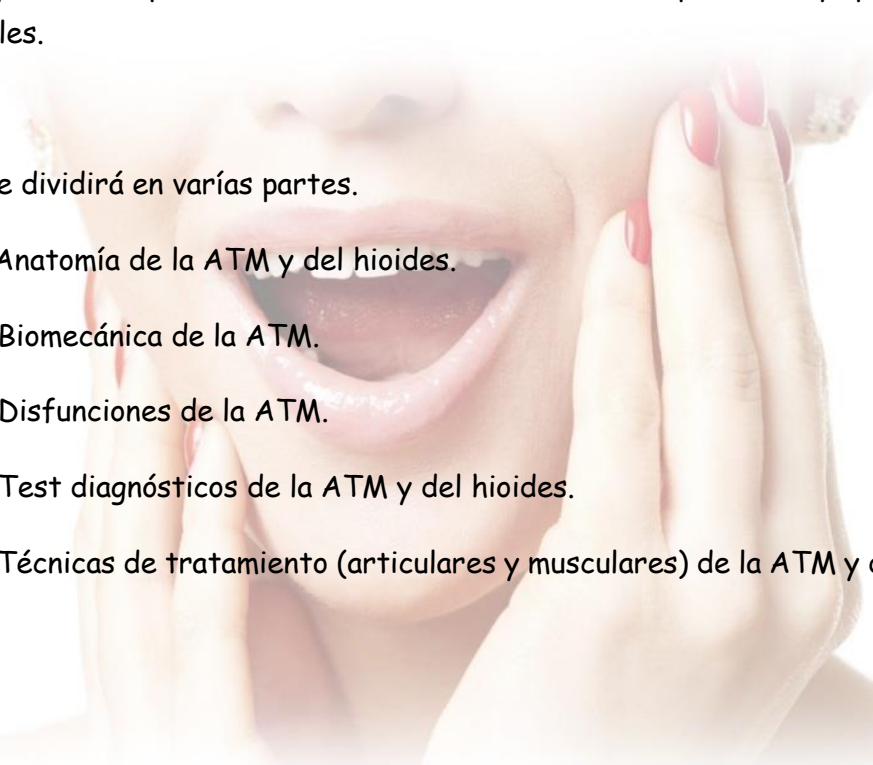 les.
e dividirá en varías partes.
Anatomía de la ATM y del hioides.
Biomecánica de la ATM.
Disfunciones de la ATM.
Test diagnósticos de la ATM y del hioides.
Técnicas de tratamiento (articulares y musculares) de la ATM y